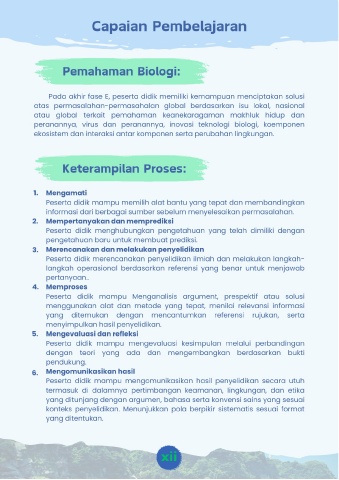 Capaian Pembelajaran
Pemahaman Biologi:
Pada akhir fase E, peserta didik memiliki kemampuan menciptakan solusi
atas permasalahan-permasahalan global berdasarkan isu lokal, nasional
atau global terkait pemahaman keanekaragaman makhluk hidup dan
peranannya, virus dan peranannya, inovasi teknologi biologi, koemponen
ekosistem dan interaksi antar komponen serta perubahan lingkungan.
Keterampilan Proses:
1. Mengamati
Peserta didik mampu memilih alat bantu yang tepat dan membandingkan
informasi dari berbagai sumber sebelum menyelesaikan permasalahan.
2. Mempertanyakan dan memprediksi
Peserta didik menghubungkan pengetahuan yang telah dimiliki dengan
pengetahuan baru untuk membuat prediksi.
3. Merencanakan dan melakukan penyelidikan
Peserta didik merencanakan penyelidikan ilmiah dan melakukan langkah-
langkah operasional berdasarkan referensi yang benar untuk menjawab
pertanyaan..
4. Memproses
Peserta didik mampu Menganalisis argument, prespektif atau solusi
menggunakan alat dan metode yang tepat, menilai relevansi informasi
yang ditemukan dengan mencantumkan referensi rujukan, serta
menyimpulkan hasil penyelidikan.
5. Mengevaluasi dan refleksi
Peserta didik mampu mengevaluasi kesimpulan melalui perbandingan
dengan teori yang ada dan mengembangkan berdasarkan bukti
pendukung.
6. Mengomunikasikan hasil
Peserta didik mampu mengomunikasikan hasil penyelidikan secara utuh
termasuk di dalamnya pertimbangan keamanan, lingkungan, dan etika
yang ditunjang dengan argumen, bahasa serta konvensi sains yang sesuai
konteks penyelidikan. Menunjukkan pola berpikir sistematis sesuai format
yang ditentukan.
xii